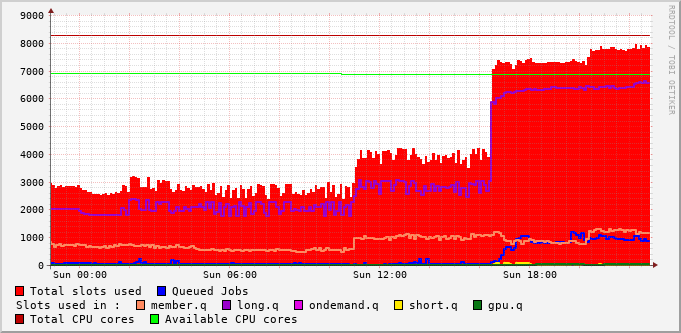 RRDTOOL / TOBI OETIKER
9000
8000
7000
6000
5000
4000
3000
2000
1000
0
Sun 00:00 Sun 06:00 Sun 12:00 Sun 18:00
Total slots used Queued Jobs
Slots used in : member.q long.q ondemand.q short.q gpu.q
Total CPU cores Available CPU cores